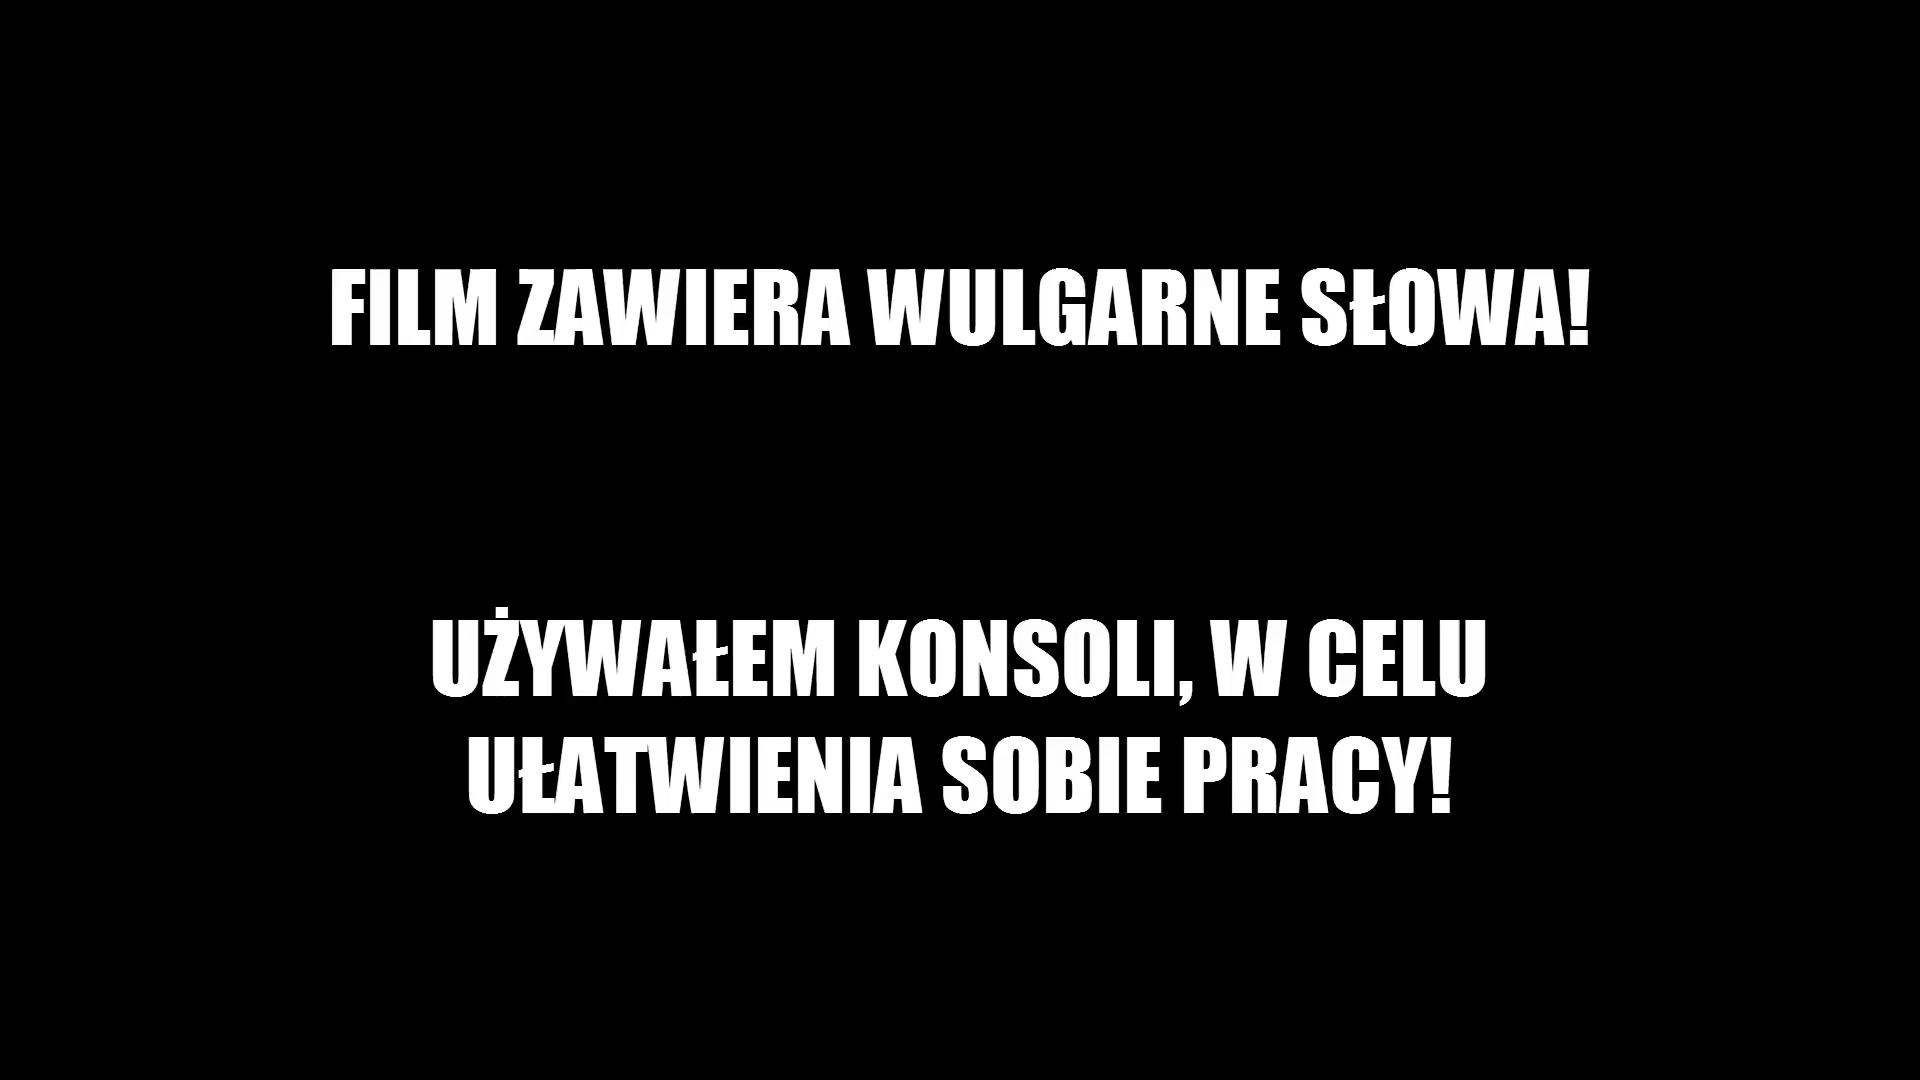 FILM ZAWIERA WULGARNE SŁOWA!
UŻYWAŁEM KONSOLI, W CELU
UŁATWIENIA SOBIE PRACY!